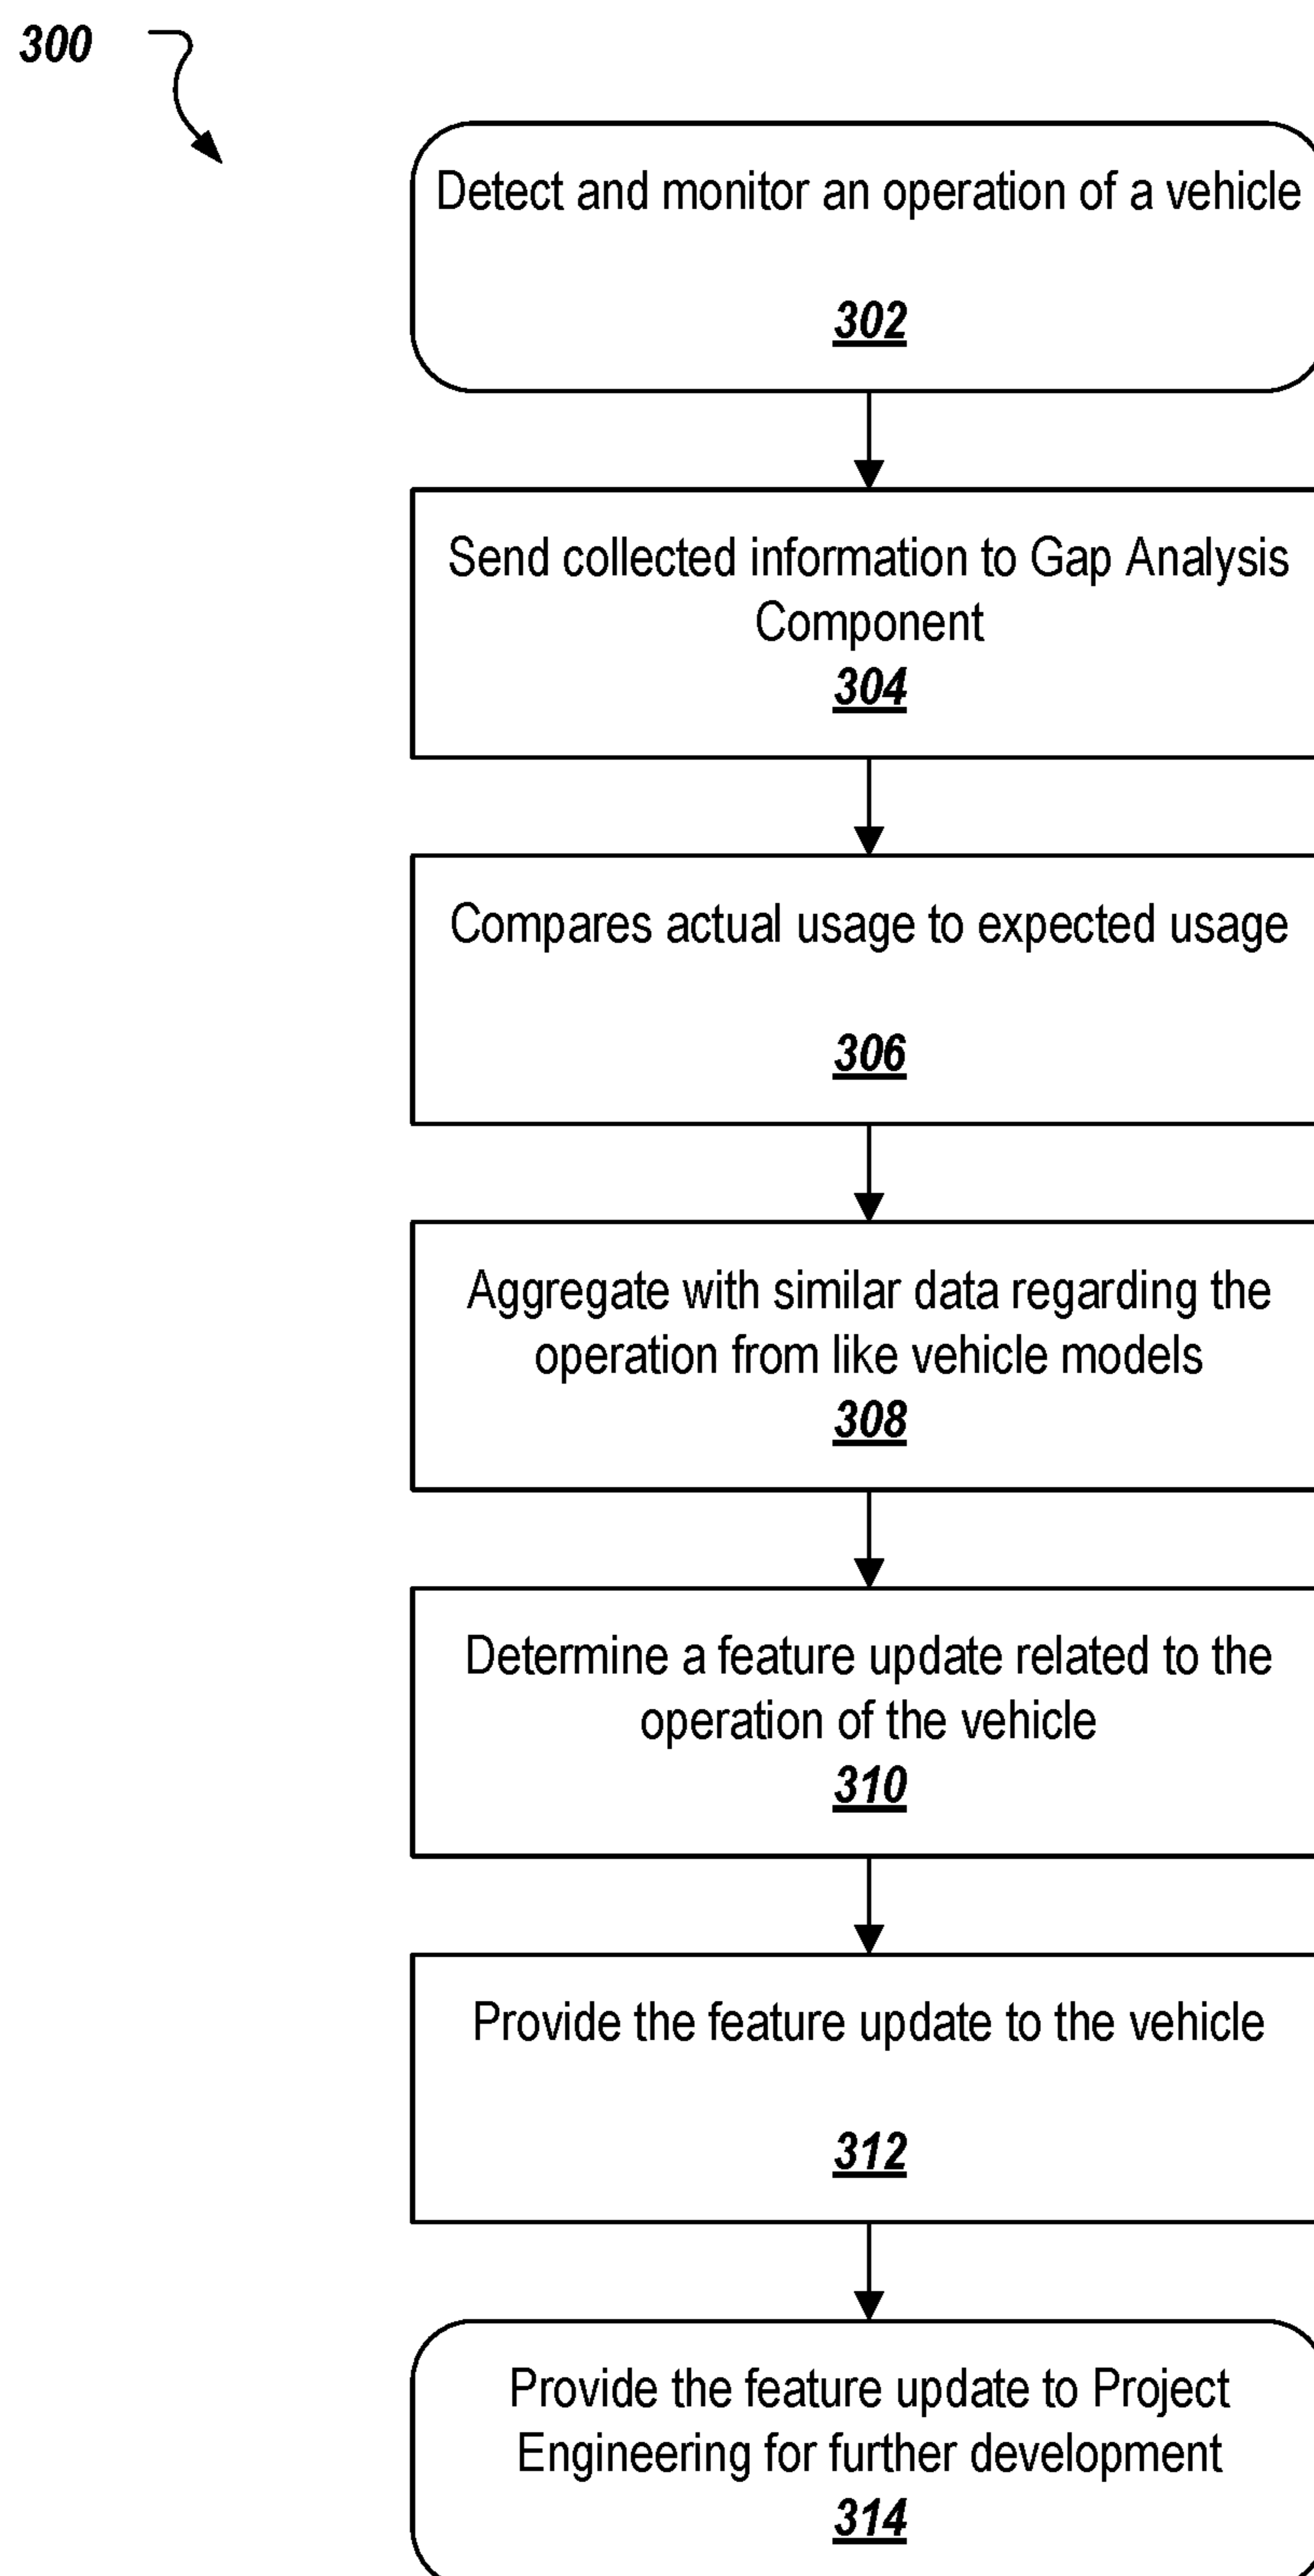 300
Detect and monitor an operation of a vehicle
302
Send collected information to Gap Analysis
Component
304
Compares actual usage to expected usage
306
Aggregate with similar data regarding the
operation from like vehicle models
308
Determine a feature update related to the
operation of the vehicle
310
Provide the feature update to the vehicle
312
Provide the feature update to Project
Engineering for further development
314